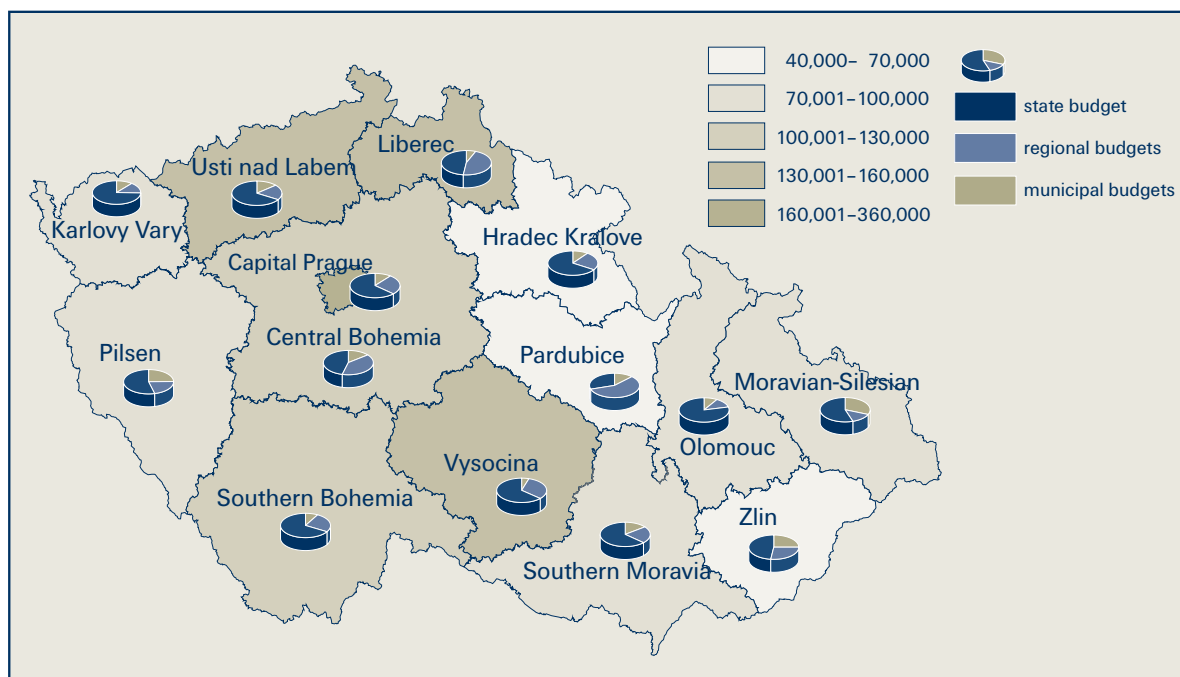 40,000– 70,000
70,001–100,000
state budget
100,001–130,000
regional budgets
130,001–160,000
municipal budgets
160,001–360,000
Liberec
Usti nad Labem
Karlovy Vary
Hradec Kralove
Capital Prague
Central Bohemia
Pilsen
Pardubice
Moravian-Silesian
Olomouc
Vysocina
Southern Bohemia
Zlin
Southern Moravia